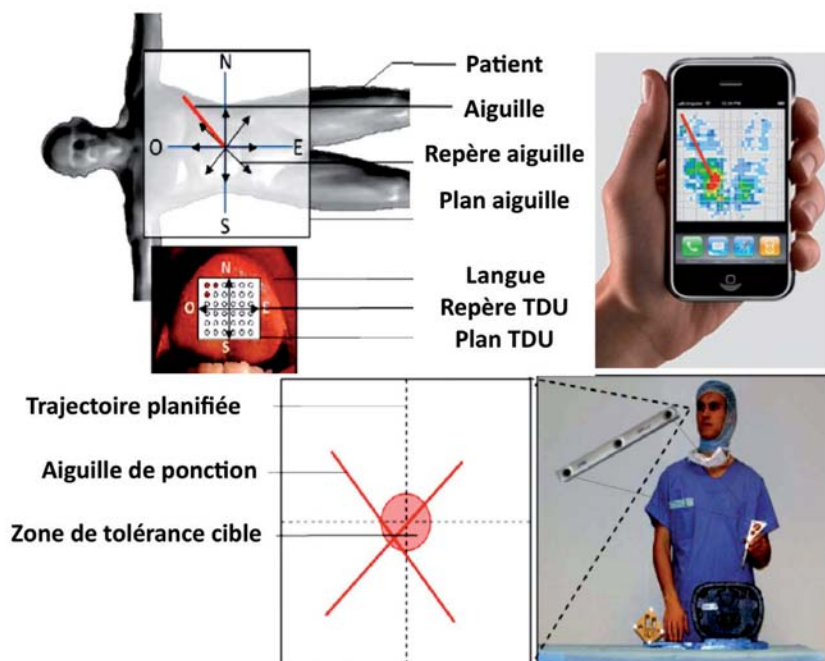 N
O
E
S
Patient
Aiguille
Repère aiguille
Plan aiguille
N
O
E
S
Langue
Repère TDU
Plan TDU
Trajectoire planifiée
Aiguille de ponction
Zone de tolérance cible